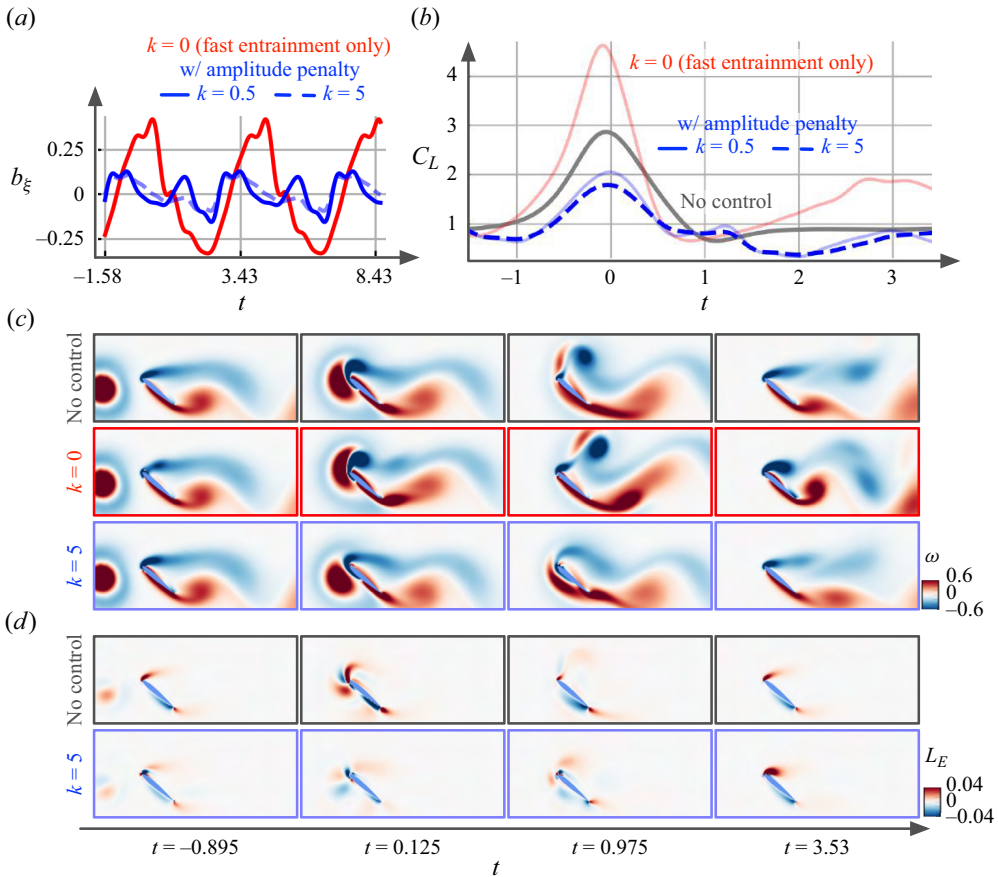 (a)
k = 0 (fast entrainment only)
w/ amplitude penalty
k = 0.5
k = 5
0.25
0
−0.25
b_ξ
−1.58
3.43
8.43
t
(b)
k = 0 (fast entrainment only)
w/ amplitude penalty
k = 0.5
k = 5
No control
4
3
2
1
C_L
−1
0
1
2
3
t
(c)
No control
k = 0
k = 5
ω
0.6
0
−0.6
(d)
No control
k = 5
L_E
0.04
0
−0.04
t = −0.895
t = 0.125
t = 0.975
t = 3.53
t